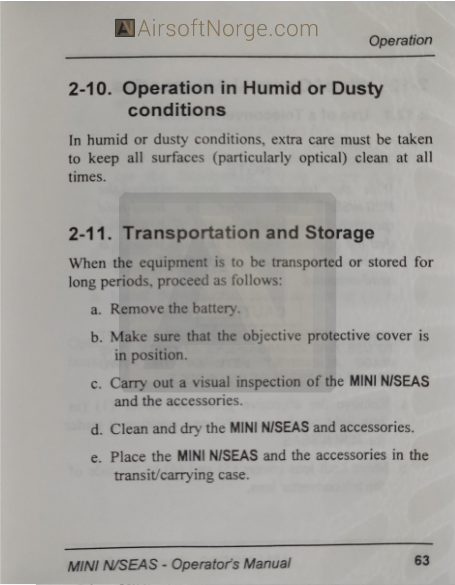 AirsoftNorge.com
Operation
2-10. Operation in Humid or Dusty
conditions
In humid or dusty conditions, extra care must be taken
to keep all surfaces (particularly optical) clean at all
times.
2-11. Transportation and Storage
When the equipment is to be transported or stored for
long periods, proceed as follows:
a. Remove the battery.
b. Make sure that the objective protective cover is
in position.
c. Carry out a visual inspection of the MINI N/SEAS
and the accessories.
d. Clean and dry the MINI N/SEAS and accessories.
e. Place the MINI N/SEAS and the accessories in the
transit/carrying case.
MINI N/SEAS - Operator's Manual 63